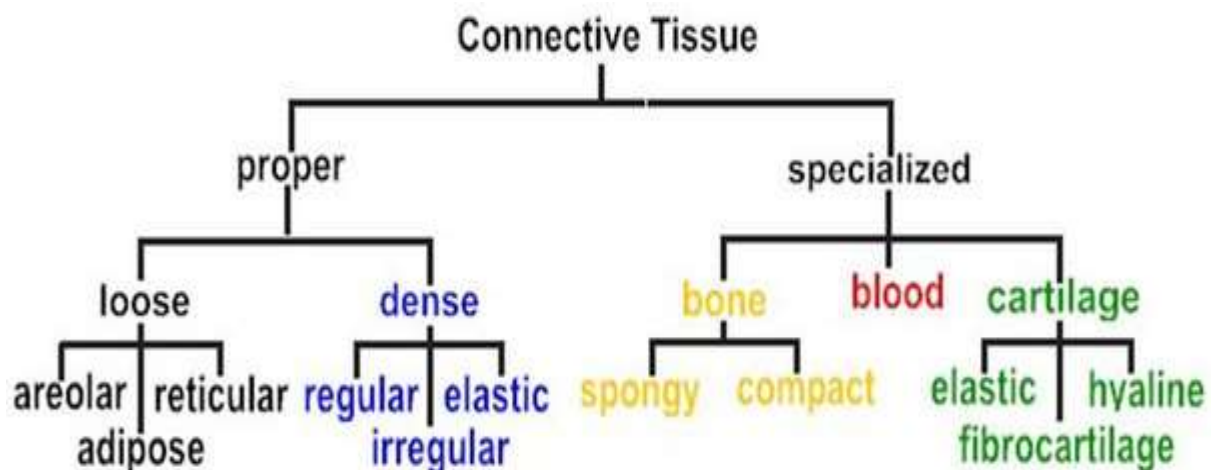 Connective Tissue
proper specialized
loose dense bone blood cartilage
areolar reticular regular elastic spongy compact elastic hyaline
adipose irregular fibrocartilage